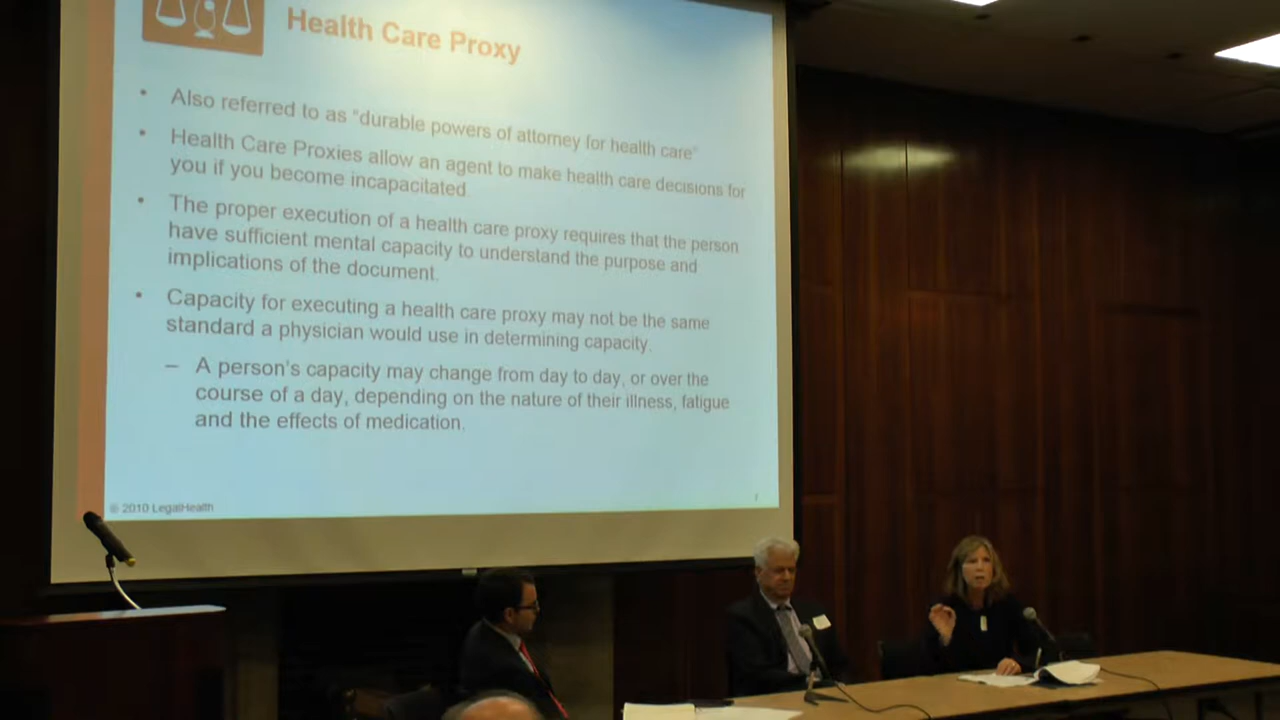 Health Care Proxy
• Also referred to as "durable powers of attorney for health care"
• Health Care Proxies allow an agent to make health care decisions for
you if you become incapacitated.
• The proper execution of a health care proxy requires that the person
have sufficient mental capacity to understand the purpose and
implications of the document.
• Capacity for executing a health care proxy may not be the same
standard a physician would use in determining capacity.
– A person's capacity may change from day to day, or over the
course of a day, depending on the nature of their illness, fatigue
and the effects of medication.
© 2010 LegalHealth